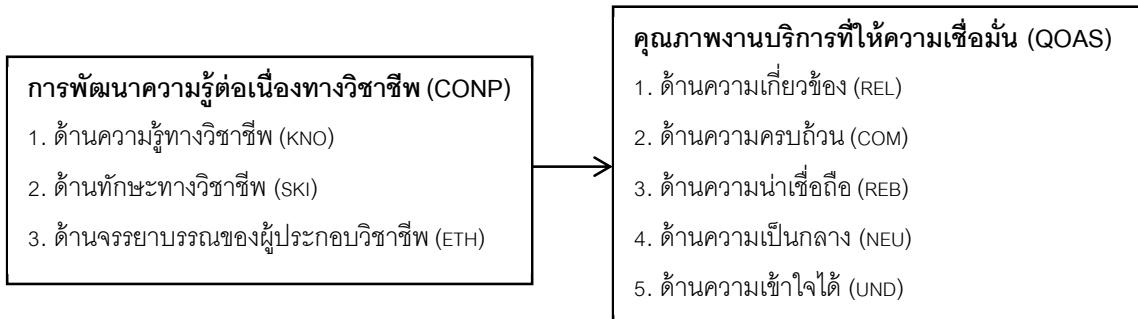 การพัฒนาความรู้ต่อเนื่องทางวิชาชีพ (CONP)
1. ด้านความรู้ทางวิชาชีพ (KNO)
2. ด้านทักษะทางวิชาชีพ (SKI)
3. ด้านจรรยาบรรณของผู้ประกอบวิชาชีพ (ETH)
คุณภาพงานบริการที่ให้ความเชื่อมั่น (QOAS)
1. ด้านความเกี่ยวข้อง (REL)
2. ด้านความครบถ้วน (COM)
3. ด้านความน่าเชื่อถือ (REB)
4. ด้านความเป็นกลาง (NEU)
5. ด้านความเข้าใจได้ (UND)